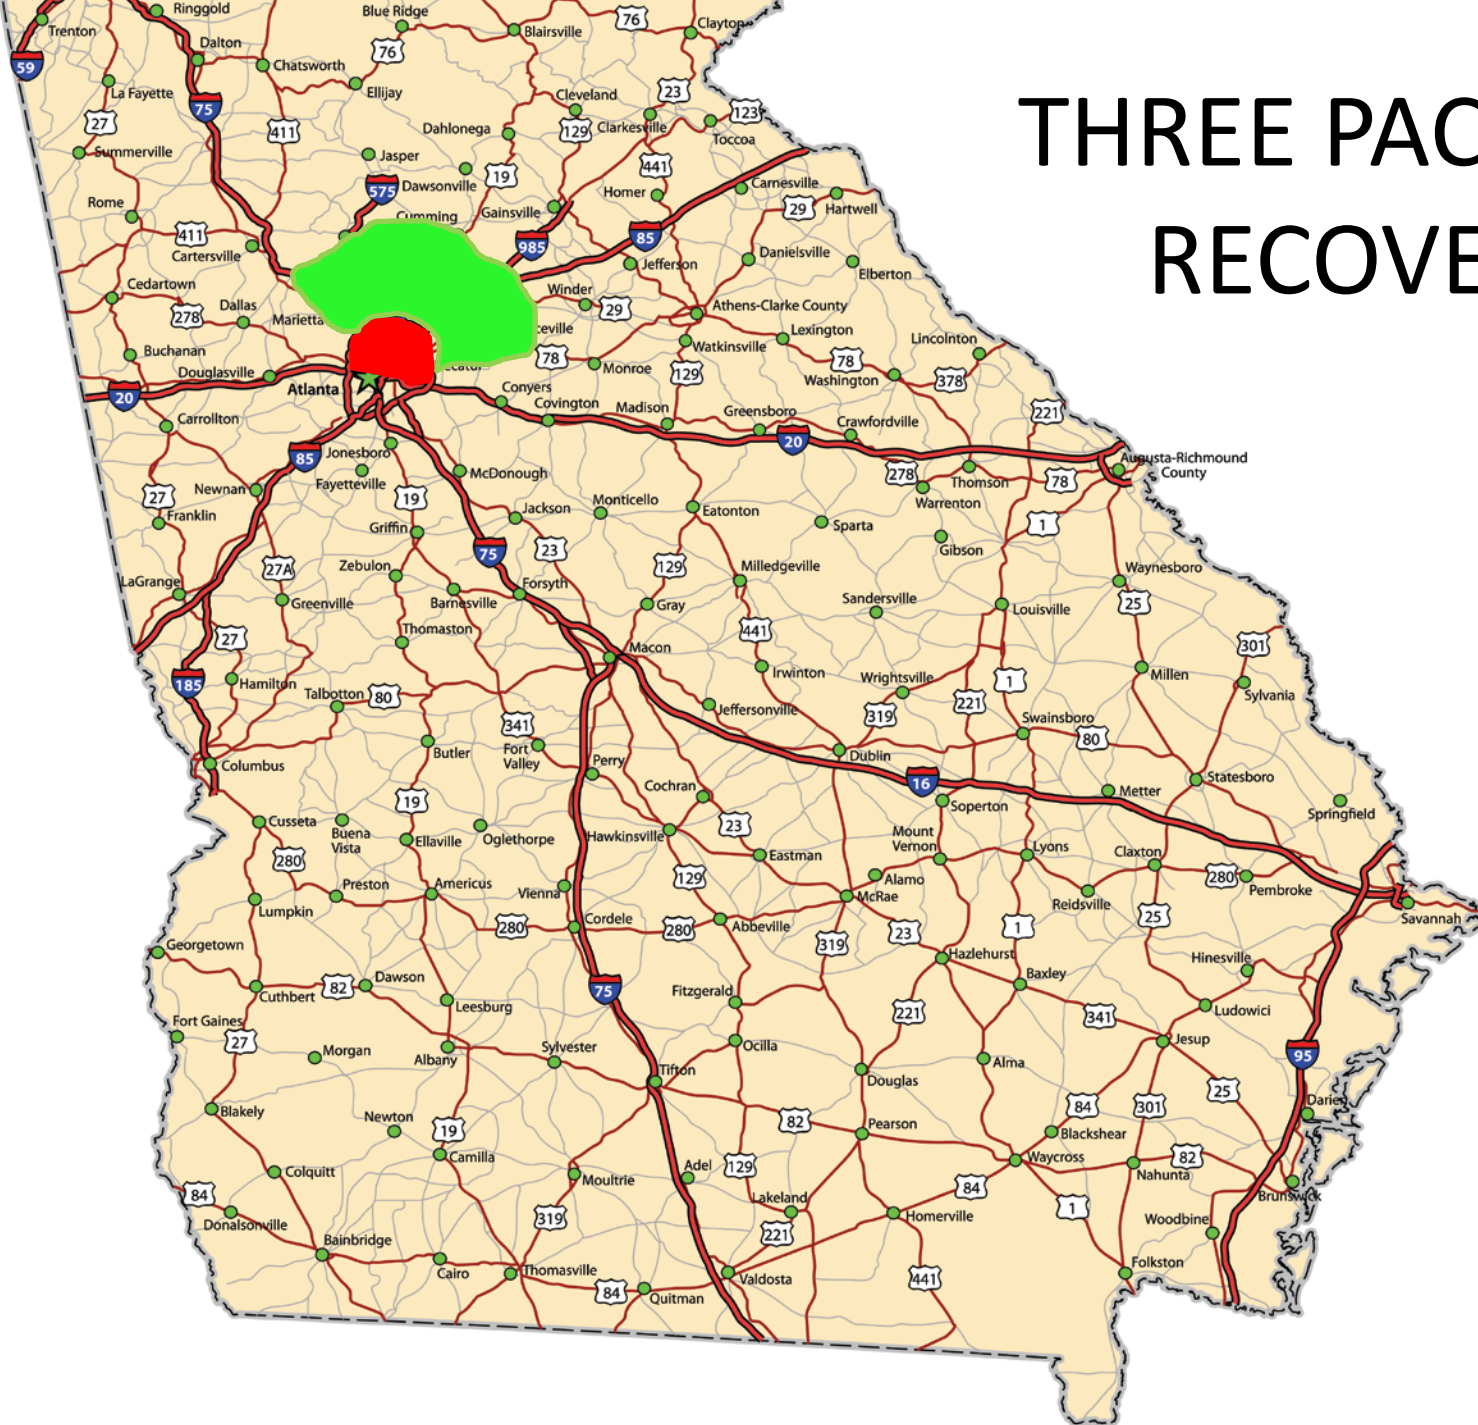 THREE PAC
RECOVE
Ringgold
Trenton
Blue Ridge
76
Clayton
Blairsville
Dalton
76
59
Chatsworth
La Fayette
75
Ellijay
Cleveland
23
27
411
Dahlonega
129
Clarkesville
123
Toccoa
Summerville
Jasper
575
Dawsonville
19
441
Carnesville
Rome
Homer
Hartwell
411
Cumming
Gainsville
29
Cartersville
985
85
Danielsville
Jefferson
Elberton
Cedartown
Winder
278
Dallas
Marietta
29
Athens-Clarke County
ceville
Lexington
Lincolnton
Buchanan
78
Watkinsville
78
Douglasville
Monroe
129
Washington
378
Atlanta
Conyers
20
Covington
Madison
Greensboro
221
Carrollton
Crawfordville
20
85
Jonesboro
Augusta-Richmound
County
McDonough
278
Thomson
78
Fayetteville
Newnan
19
Warrenton
27
Monticello
Eatonton
Franklin
Jackson
Sparta
1
Griffin
75
23
Gibson
27A
Zebulon
129
Milledgeville
Waynesboro
LaGrange
Forsyth
Greenville
Barnesville
Gray
Sandersville
Louisville
25
27
Thomaston
441
301
Macon
185
Hamilton
Irwinton
Wrightsville
1
Millen
Talbotton
80
Jeffersonville
319
221
Sylvania
341
Swainsboro
80
Butler
Fort
Valley
Dublin
Columbus
Perry
16
Statesboro
Cochran
Metter
19
Soperton
Springfield
Cusseta
Buena
Vista
Ellaville
Oglethorpe
Hawkinsville
23
Mount
Vernon
280
Eastman
Lyons
Claxton
Preston
Americus
Vienna
129
Alamo
280
Pembroke
Lumpkin
McRae
Reidsville
Savannah
280
Cordele
280
Abbeville
319
23
1
25
Georgetown
Hazlehurst
Hinesville
Cuthbert
82
Dawson
Leesburg
75
Fitzgerald
Baxley
221
341
Ludowici
Fort Gaines
27
Morgan
Albany
Sylvester
Ocilla
Jesup
95
Alma
Tifton
Douglas
25
Blakely
Newton
84
301
Darien
19
82
Pearson
Blackshear
Camilla
Waycross
82
Colquitt
Moultrie
Adel
129
Nahunta
84
Lakeland
84
Brunswick
Donalsonville
319
221
Homerville
1
Woodbine
Bainbridge
Cairo
Thomasville
84
Quitman
Valdosta
441
Folkston